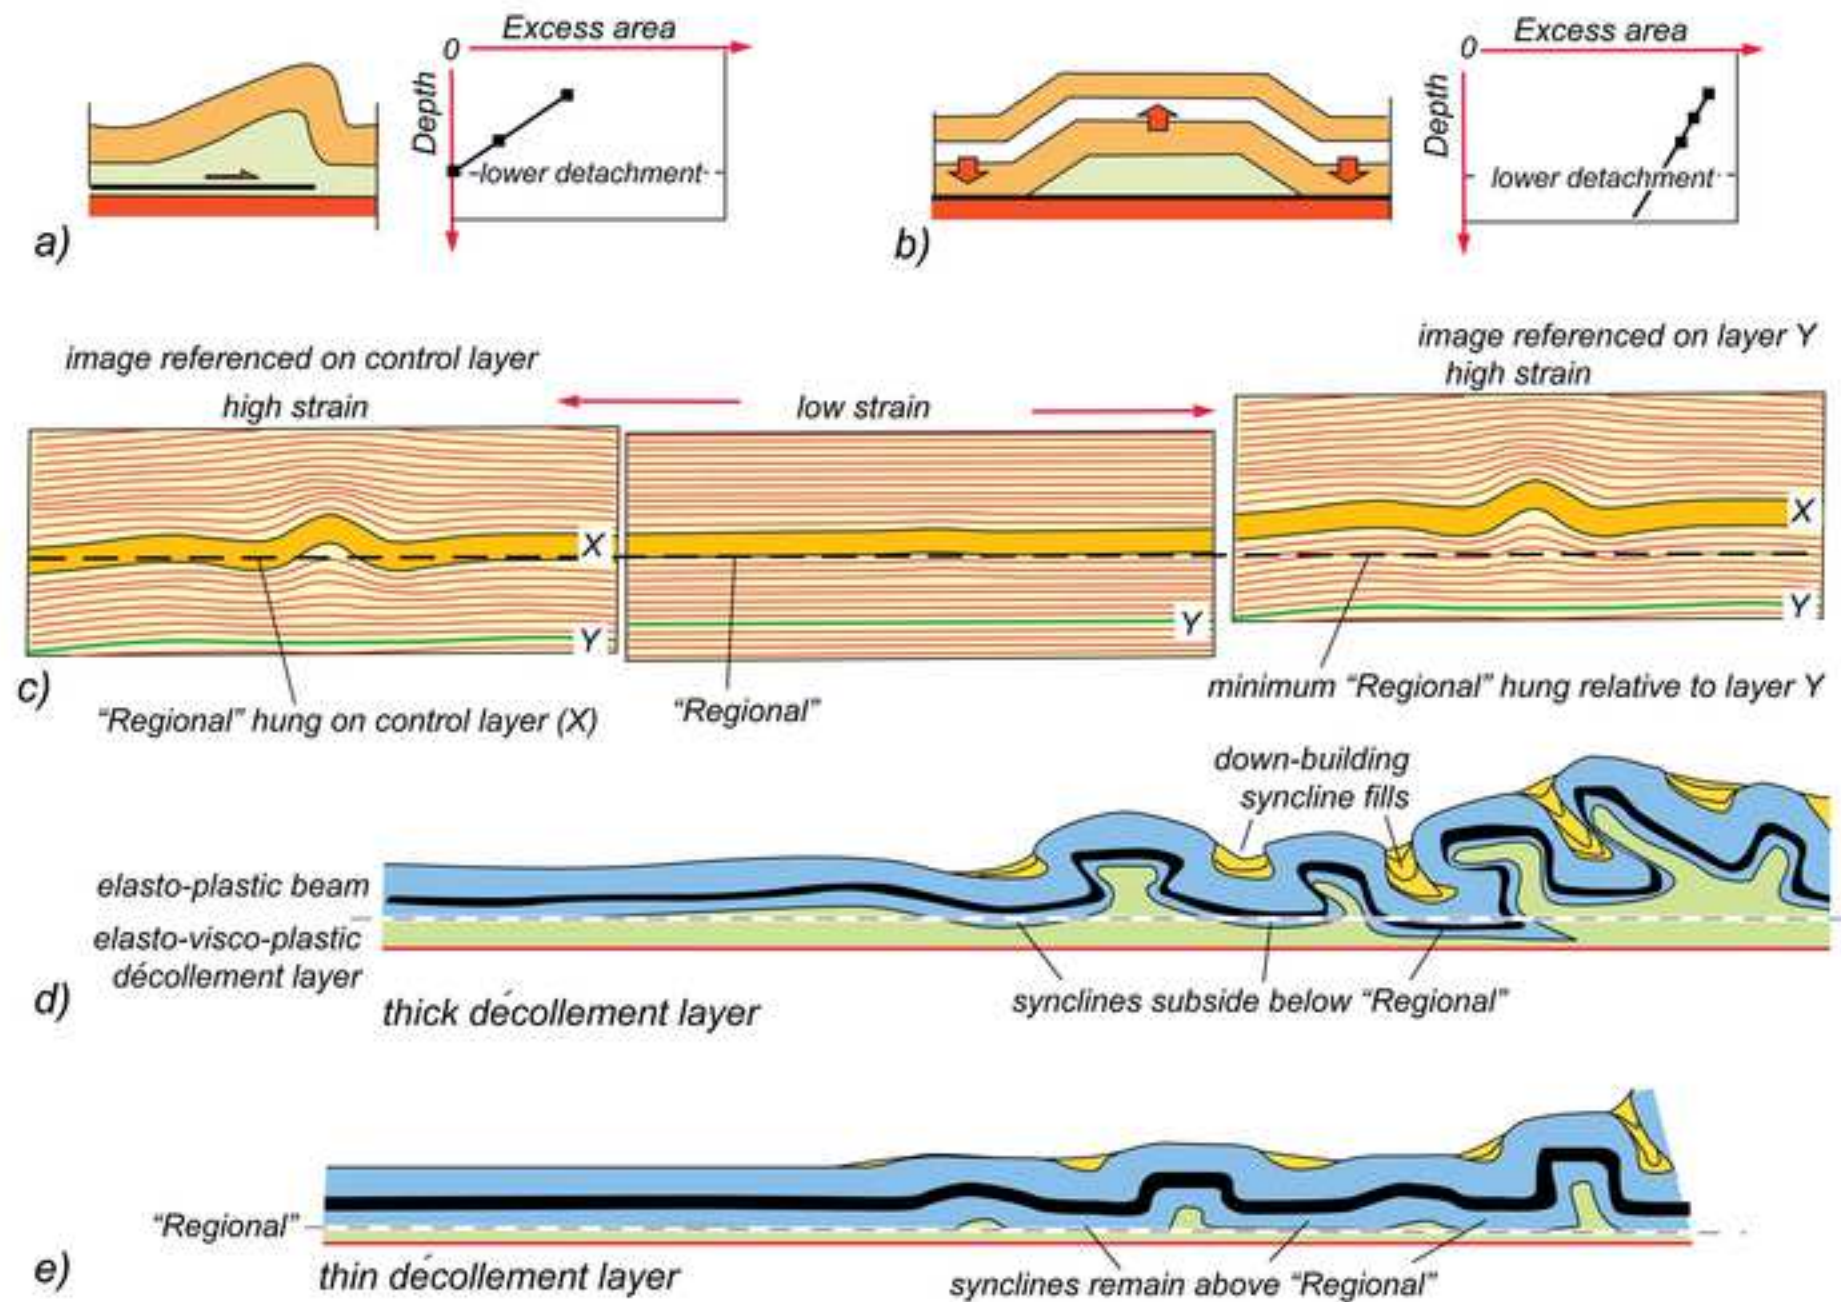 Excess area
0
Depth
lower detachment
a)
Excess area
0
Depth
lower detachment
b)
image referenced on control layer
high strain
low strain
image referenced on layer Y
high strain
X
Y
Y
X
Y
c)
"Regional" hung on control layer (X)
"Regional"
minimum "Regional" hung relative to layer Y
down-building
syncline fills
elasto-plastic beam
elasto-visco-plastic
décollement layer
d)
thick décollement layer
synclines subside below "Regional"
"Regional"
e)
thin décollement layer
synclines remain above "Regional"